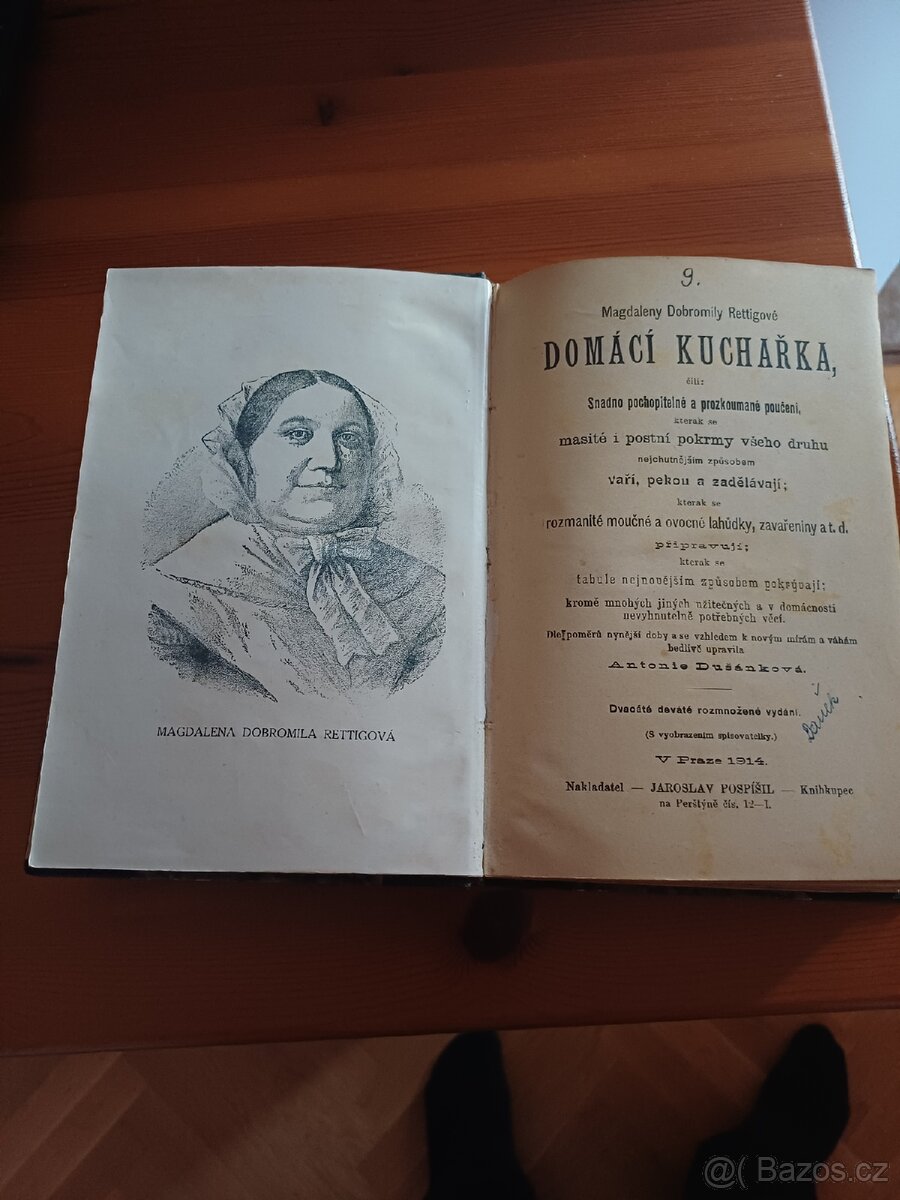 MAGDALENA DOBROMILA RETTIGOVÁ
9.
Magdaleny Dobromily Rettigové
DOMÁCÍ KUCHAŘKA,
čili:
Snadno pochopitelné a prozkoumané poučení,
kterak se
masité i postní pokrmy všeho druhu
nejchutnějším způsobem
vaří, pekou a zadělávají;
kterak se
rozmanité moučné a ovocné lahůdky, zavařeniny a t. d.
připravují;
kterak se
tabule nejnovějším způsobem pokrývají;
kromě mnohých jiných užitečných a v domácnosti
nevyhnutelně potřebných věcí.
Dle poměrů nynější doby a se vzhledem k novým mírám a váhám
bedlivě upravila
Antonie Dušánková.
Dvacáté deváté rozmnožené vydání.
(S vyobrazením spisovatelky.)
V Praze 1914.
Nakladatel — JAROSLAV POSPÍŠIL — Knihkupec
na Perštýně čís. 12—I.
@( Bazos.cz